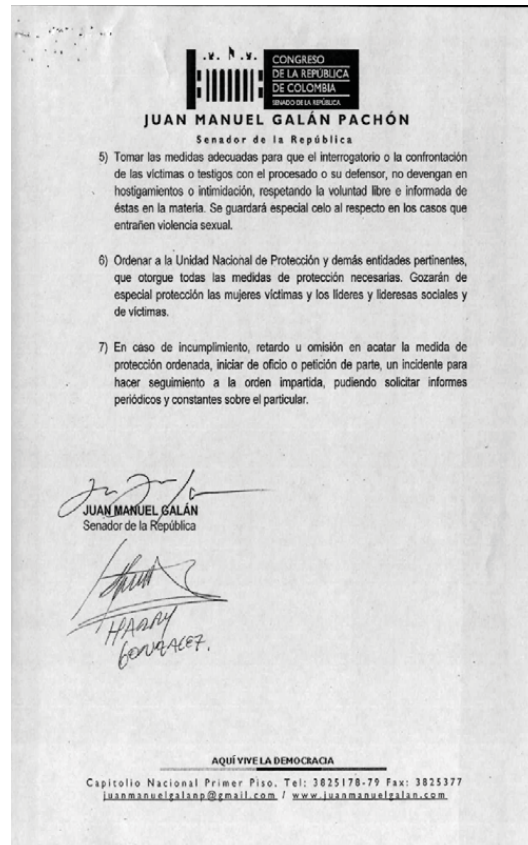 CONGRESO
DE LA REPÚBLICA
DE COLOMBIA
SENADO DE LA REPÚBLICA
JUAN MANUEL GALÁN PACHÓN
Senador de la República
5) Tomar las medidas adecuadas para que el interrogatorio o la confrontación
de las víctimas o testigos con el procesado o su defensor, no devengan en
hostigamientos o intimidación, respetando la voluntad libre e informada de
éstas en la materia. Se guardará especial celo al respecto en los casos que
entrañen violencia sexual.
6) Ordenar a la Unidad Nacional de Protección y demás entidades pertinentes,
que otorgue todas las medidas de protección necesarias. Gozarán de
especial protección las mujeres víctimas y los líderes y lideresas sociales y
de víctimas.
7) En caso de incumplimiento, retardo u omisión en acatar la medida de
protección ordenada, iniciar de oficio o petición de parte, un incidente para
hacer seguimiento a la orden impartida, pudiendo solicitar informes
periódicos y constantes sobre el particular.
JUAN MANUEL GALÁN
Senador de la República
HARRY
GONZALEZ.
AQUÍ VIVE LA DEMOCRACIA
Capitolio Nacional Primer Piso. Tel: 3825178-79 Fax: 3825377
juanmanuelgalanp@gmail.com / www.juanmanuelgalan.com